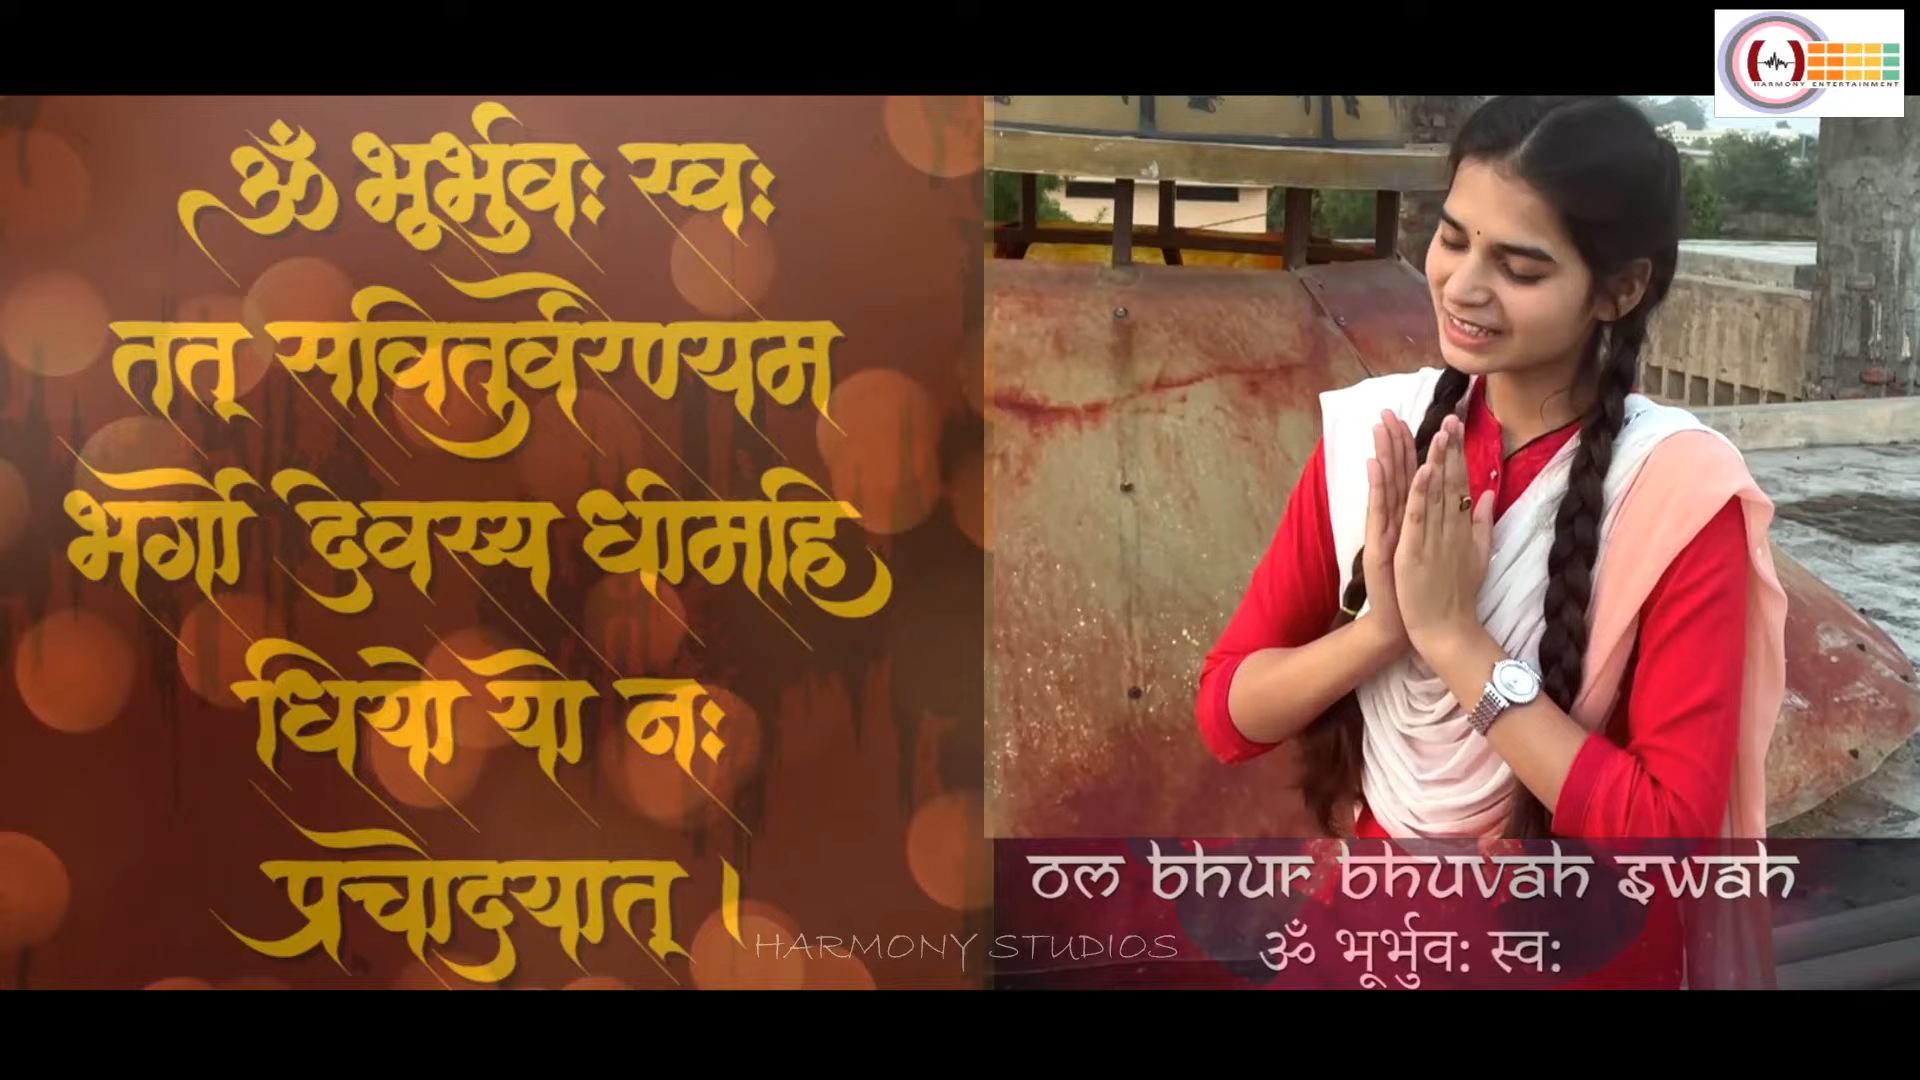 ॐ भूर्भुवः स्वः
तत् सवितुर्वरेण्यम
भर्गो देवस्य धीमहि
धियो यो नः
प्रचोदयात् ।
HARMONY STUDIOS
HARMONY ENTERTAINMENT
OM BHUR BHUVAH SWAH
ॐ भूर्भुव: स्व: